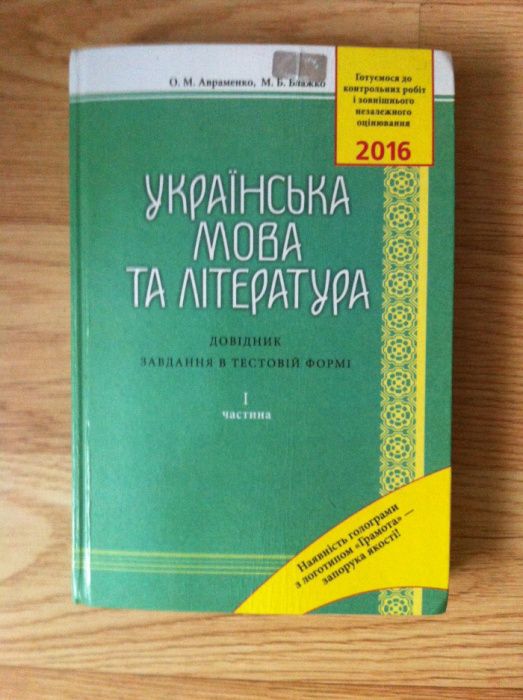 О. М. Авраменко, М. Б. Блажко
Готуємося до
контрольних робіт
і зовнішнього
незалежного
оцінювання
2016
УКРАЇНСЬКА
МОВА
ТА ЛІТЕРАТУРА
ДОВІДНИК
ЗАВДАННЯ В ТЕСТОВІЙ ФОРМІ
I
частина
Наявність голограми
з логотипом «Грамота» —
запорука якості!